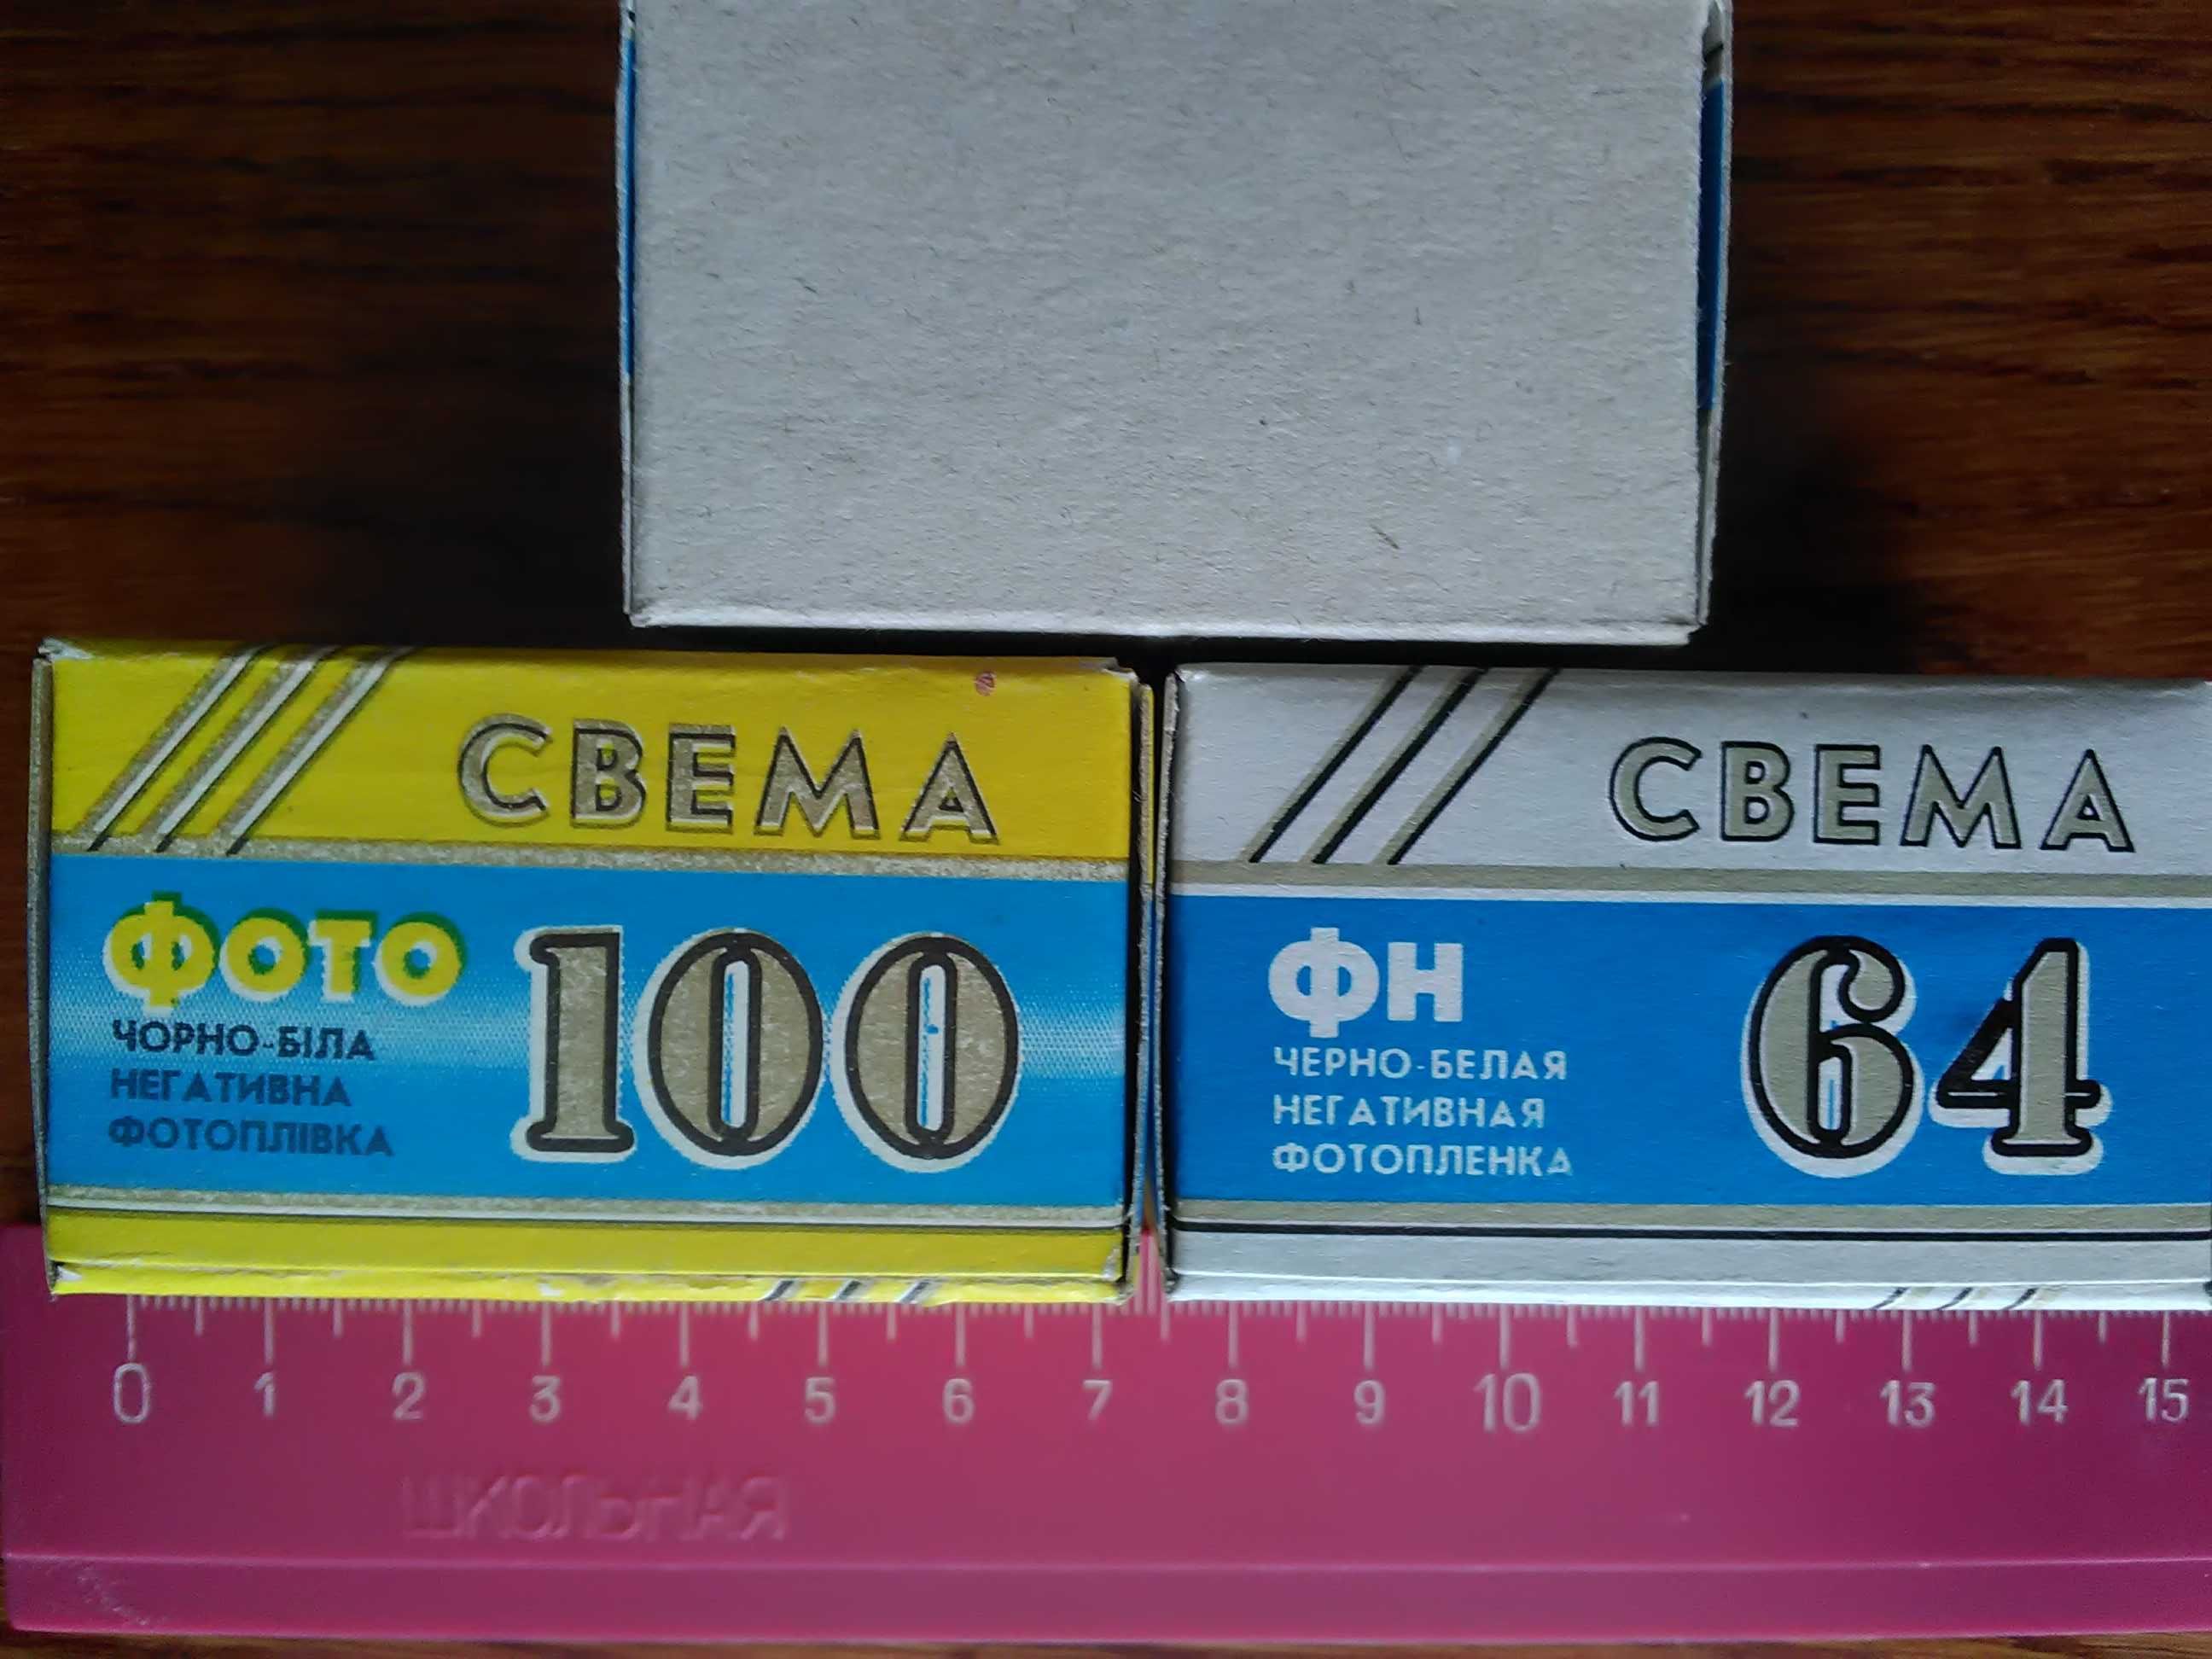 СВЕМА
ФОТО 100
ЧОРНО-БІЛА
НЕГАТИВНА
ФОТОПЛІВКА
СВЕМА
ФН 64
ЧЕРНО-БЕЛАЯ
НЕГАТИВНАЯ
ФОТОПЛЕНКА
0 1 2 3 4 5 6 7 8 9 10 11 12 13 14 15
ШКОЛЬНАЯ